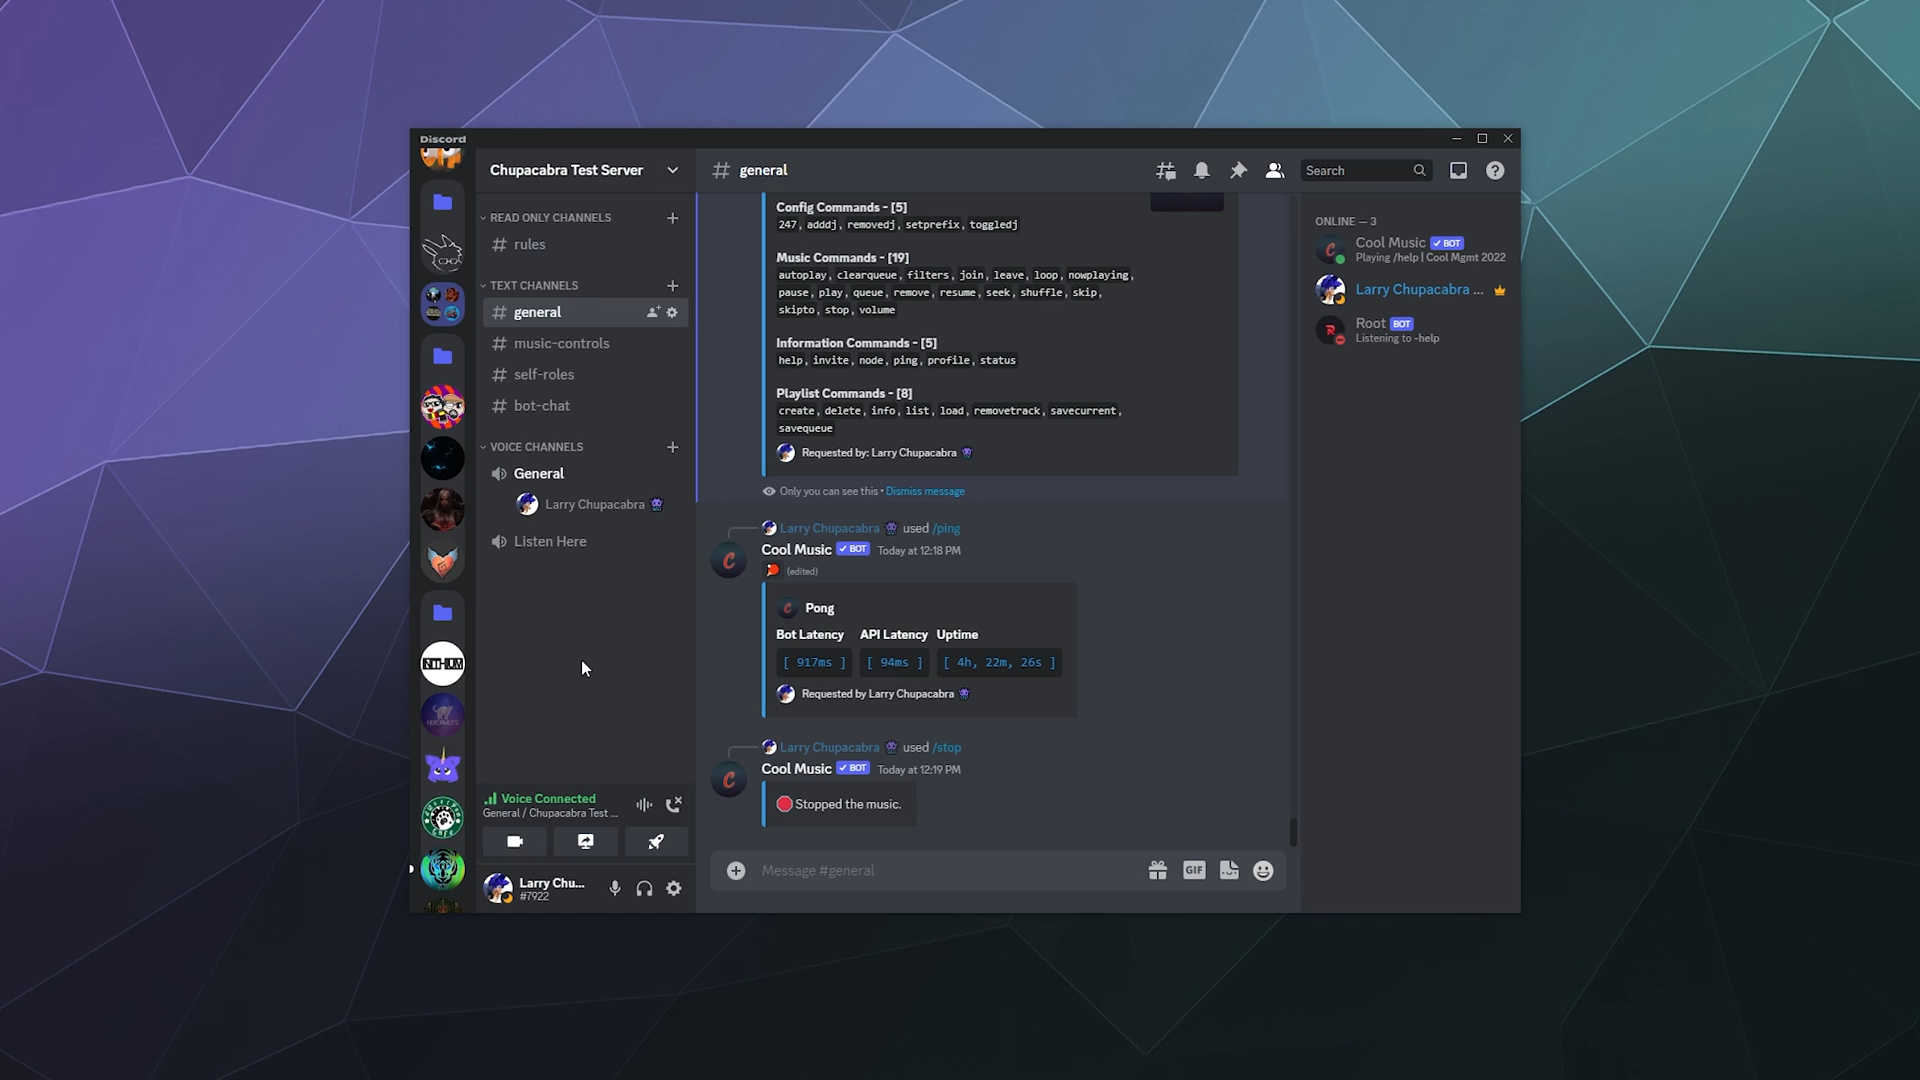 Discord
Chupacabra Test Server
READ ONLY CHANNELS
rules
TEXT CHANNELS
general
music-controls
self-roles
bot-chat
VOICE CHANNELS
General
Larry Chupacabra
Listen Here
Voice Connected
General / Chupacabra Test ...
Larry Chu...
#7922
general
Config Commands - [5]
247, adddj, removedj, setprefix, toggledj
Music Commands - [19]
autoplay, clearqueue, filters, join, leave, loop, nowplaying,
pause, play, queue, remove, resume, seek, shuffle, skip,
skipto, stop, volume
Information Commands - [5]
help, invite, node, ping, profile, status
Playlist Commands - [8]
create, delete, info, list, load, removetrack, savecurrent,
savequeue
Requested by: Larry Chupacabra
Only you can see this • Dismiss message
Larry Chupacabra used /ping
Cool Music BOT Today at 12:18 PM
(edited)
Pong
Bot Latency API Latency Uptime
[ 917ms ] [ 94ms ] [ 4h, 22m, 26s ]
Requested by Larry Chupacabra
Larry Chupacabra used /stop
Cool Music BOT Today at 12:19 PM
Stopped the music.
Message #general
GIF
Search
ONLINE — 3
Cool Music BOT
Playing /help | Cool Mgmt 2022
Larry Chupacabra ...
Root BOT
Listening to -help